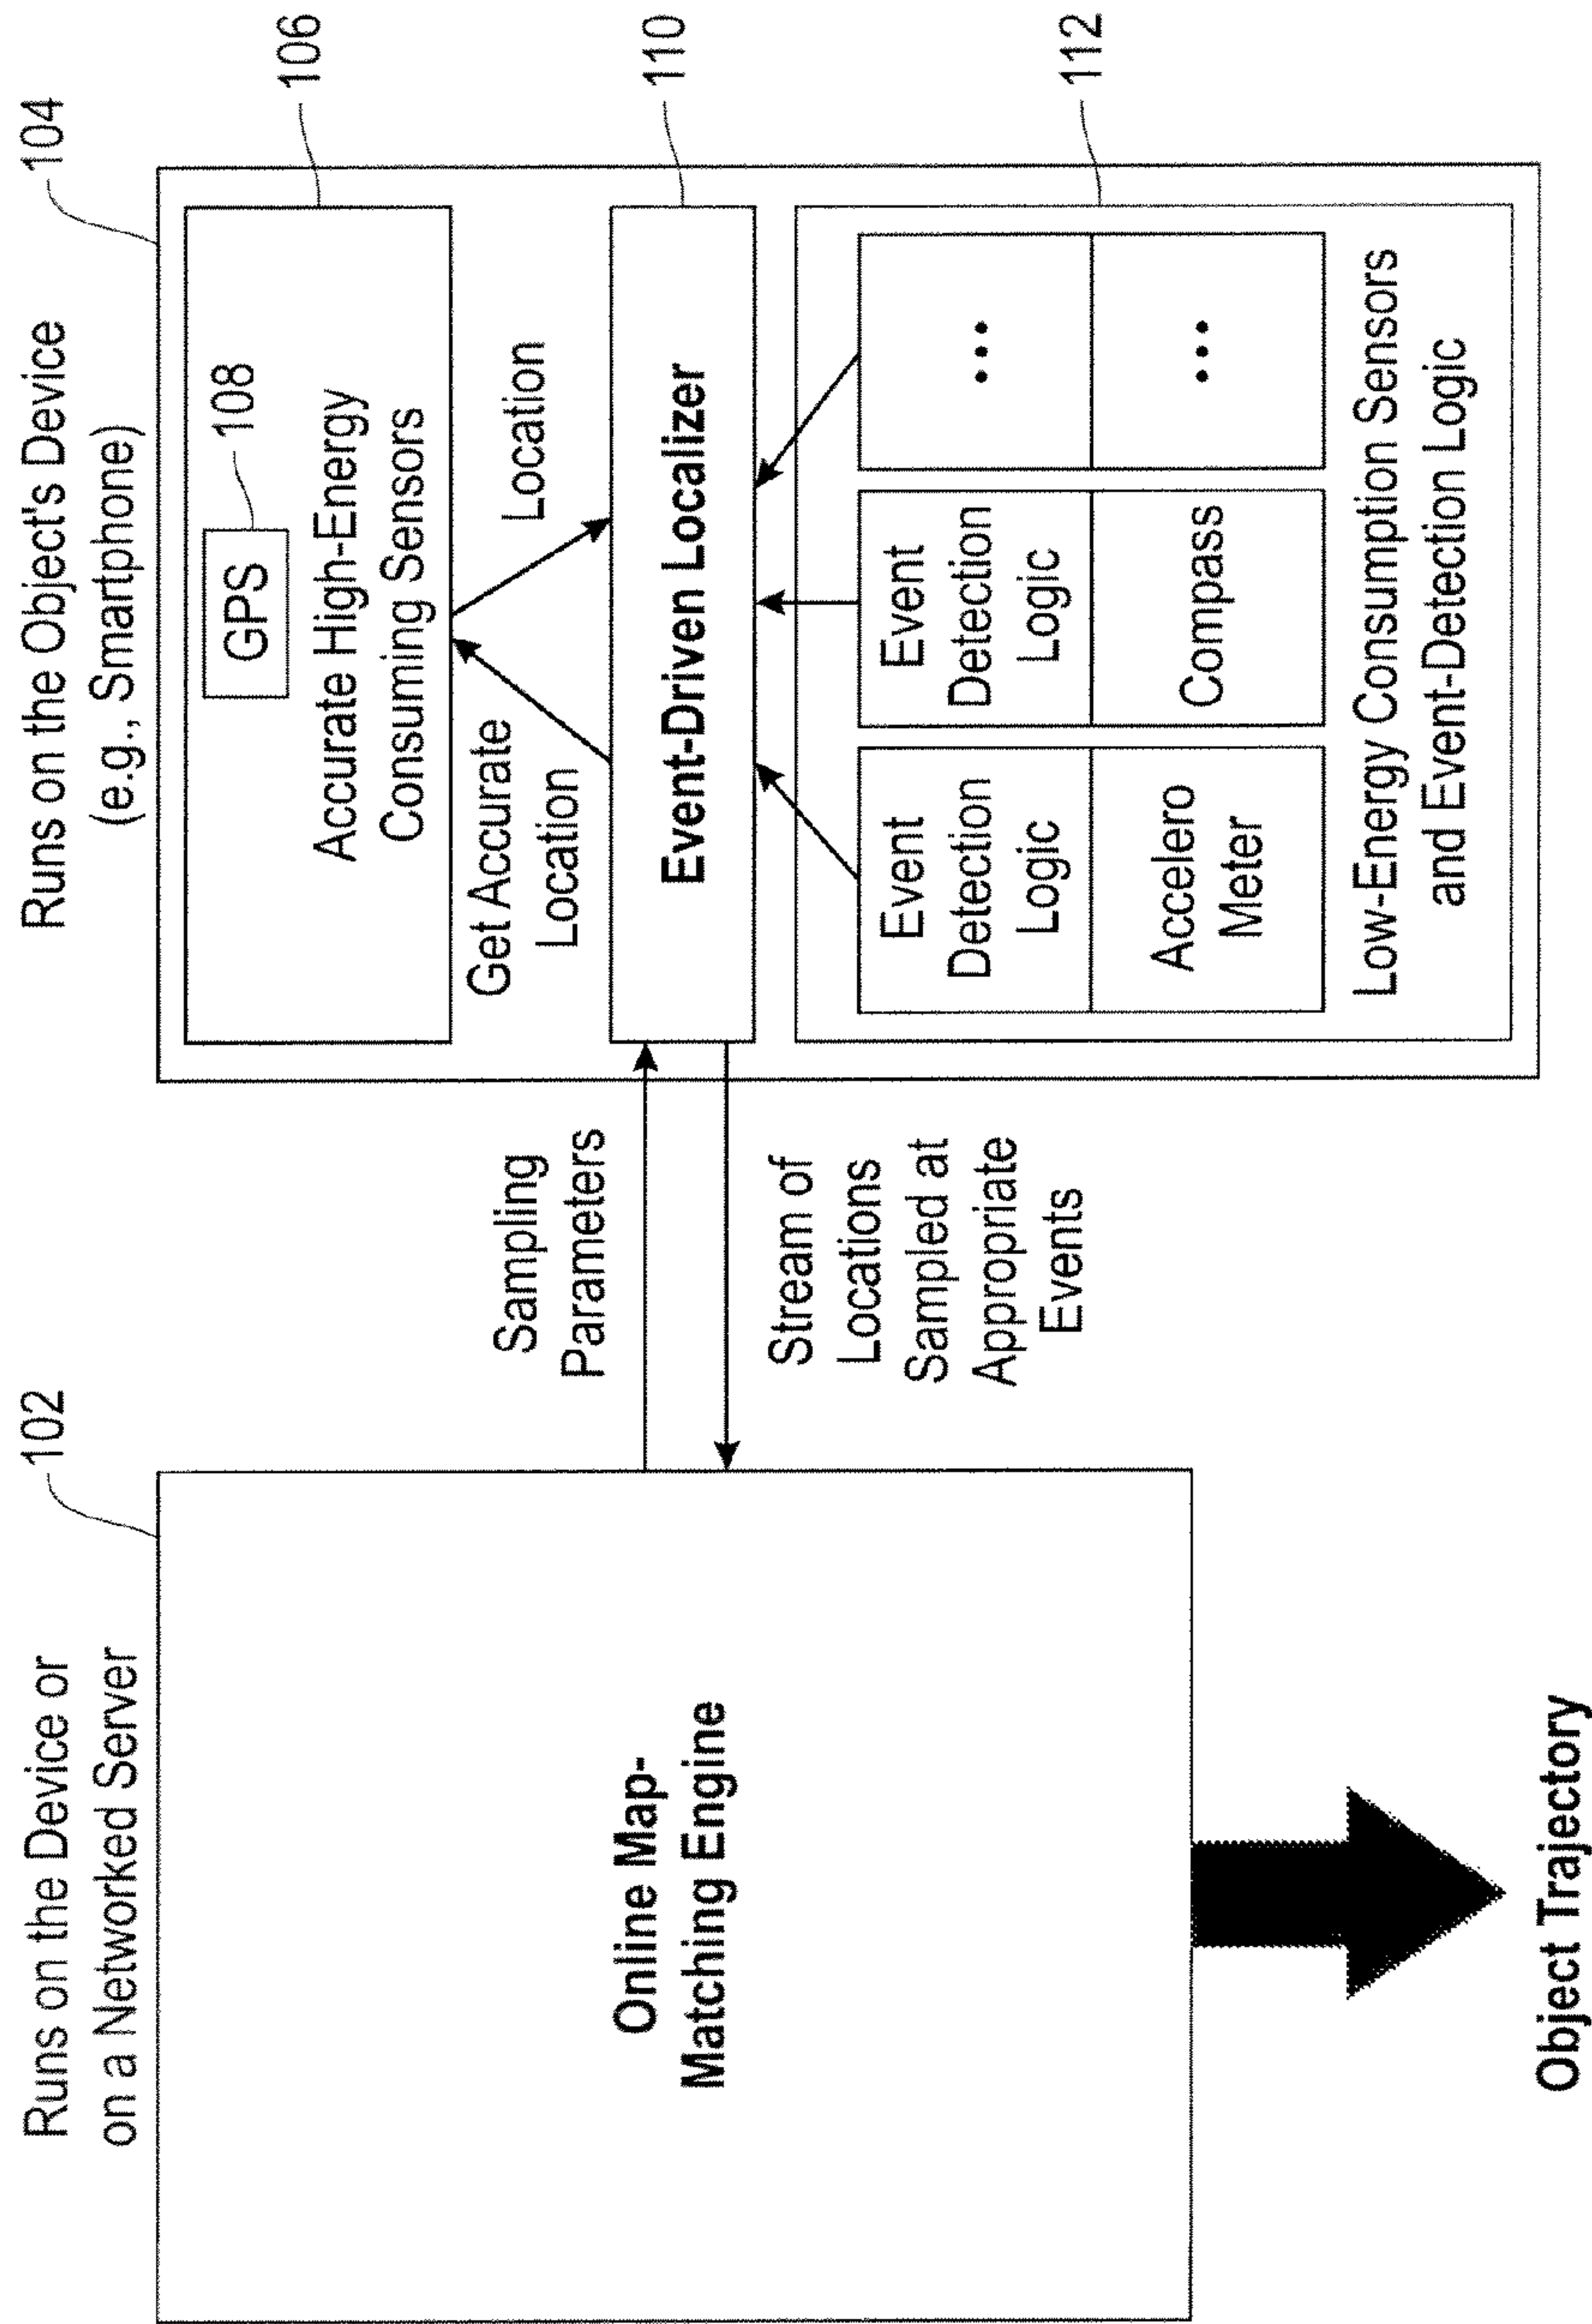 Runs on the Device or
on a Networked Server
102
Online Map-
Matching Engine
Object Trajectory
Sampling
Parameters
Stream of
Locations
Sampled at
Appropriate
Events
Runs on the Object's Device
(e.g., Smartphone)
104
GPS
108
Accurate High-Energy
Consuming Sensors
106
Get Accurate
Location
Location
Event-Driven Localizer
110
Event
Detection
Logic
Accelero
Meter
Event
Detection
Logic
Compass
...
...
Low-Energy Consumption Sensors
and Event-Detection Logic
112